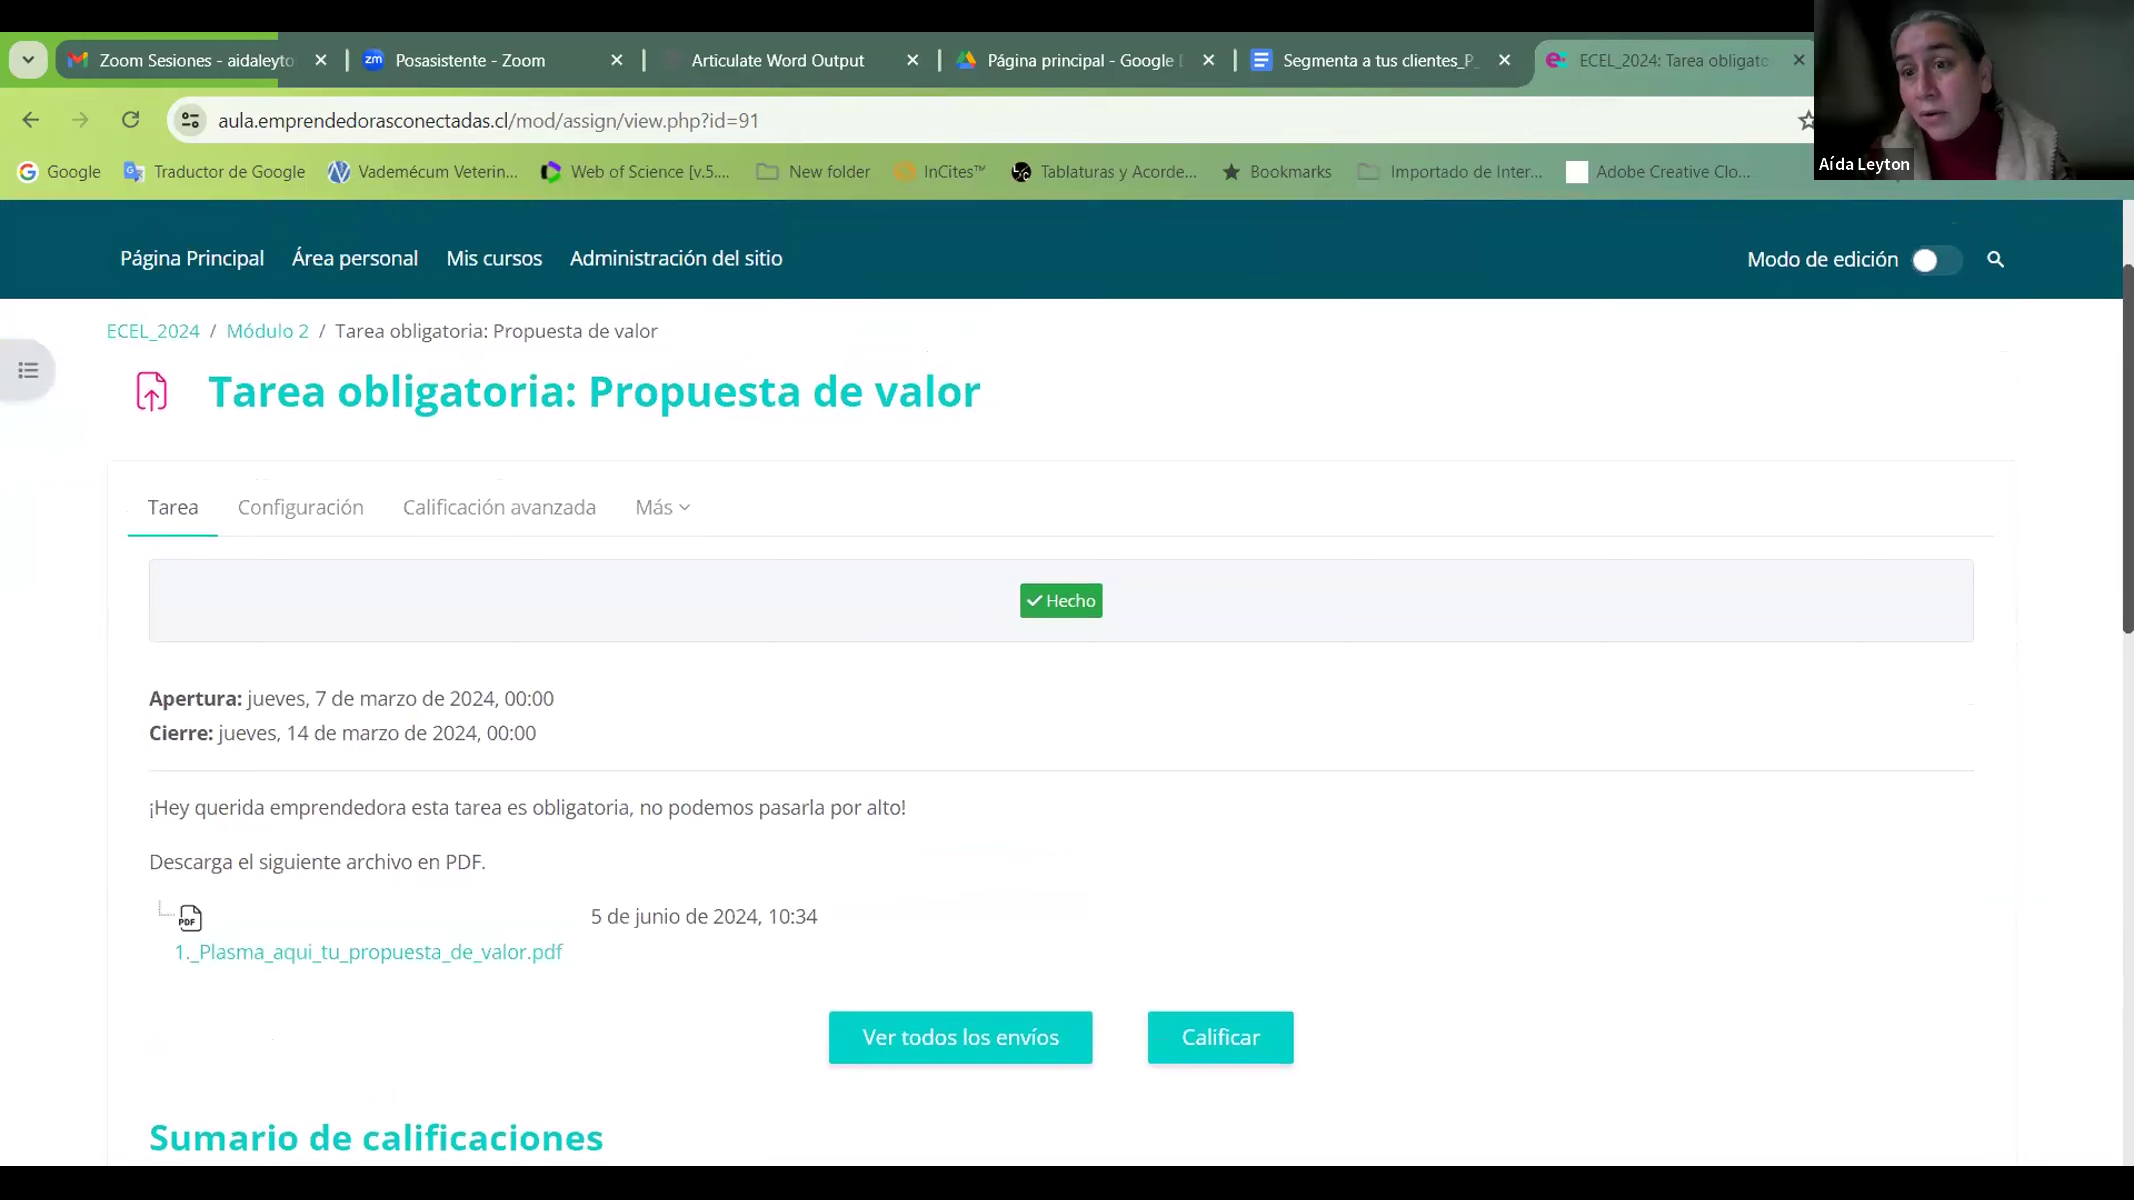 Zoom Sesiones - aidaleyto
Posasistente - Zoom
Articulate Word Output
Página principal - Google
Segmenta a tus clientes_P
ECEL_2024: Tarea obligato
aula.emprendedorasconectadas.cl/mod/assign/view.php?id=91
Google
Traductor de Google
Vademécum Veterin...
Web of Science [v.5....
New folder
InCites™
Tablaturas y Acorde...
Bookmarks
Importado de Inter...
Adobe Creative Clo...
Aída Leyton
Página Principal
Área personal
Mis cursos
Administración del sitio
Modo de edición
ECEL_2024 / Módulo 2 / Tarea obligatoria: Propuesta de valor
Tarea obligatoria: Propuesta de valor
Tarea
Configuración
Calificación avanzada
Más
Hecho
Apertura: jueves, 7 de marzo de 2024, 00:00
Cierre: jueves, 14 de marzo de 2024, 00:00
¡Hey querida emprendedora esta tarea es obligatoria, no podemos pasarla por alto!
Descarga el siguiente archivo en PDF.
PDF
5 de junio de 2024, 10:34
1._Plasma_aqui_tu_propuesta_de_valor.pdf
Ver todos los envíos
Calificar
Sumario de calificaciones